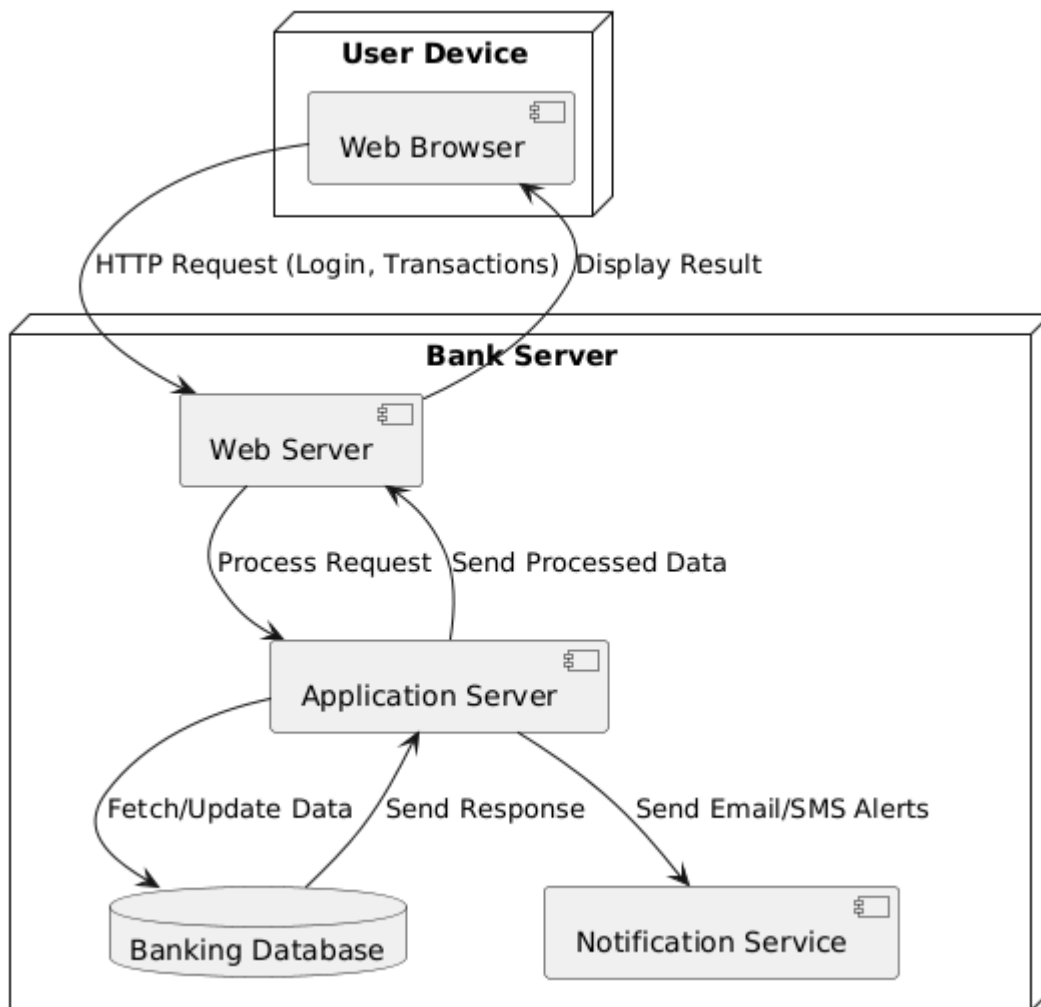 User Device
Web Browser
HTTP Request (Login, Transactions)
Display Result
Bank Server
Web Server
Process Request
Send Processed Data
Application Server
Fetch/Update Data
Send Response
Send Email/SMS Alerts
Banking Database
Notification Service